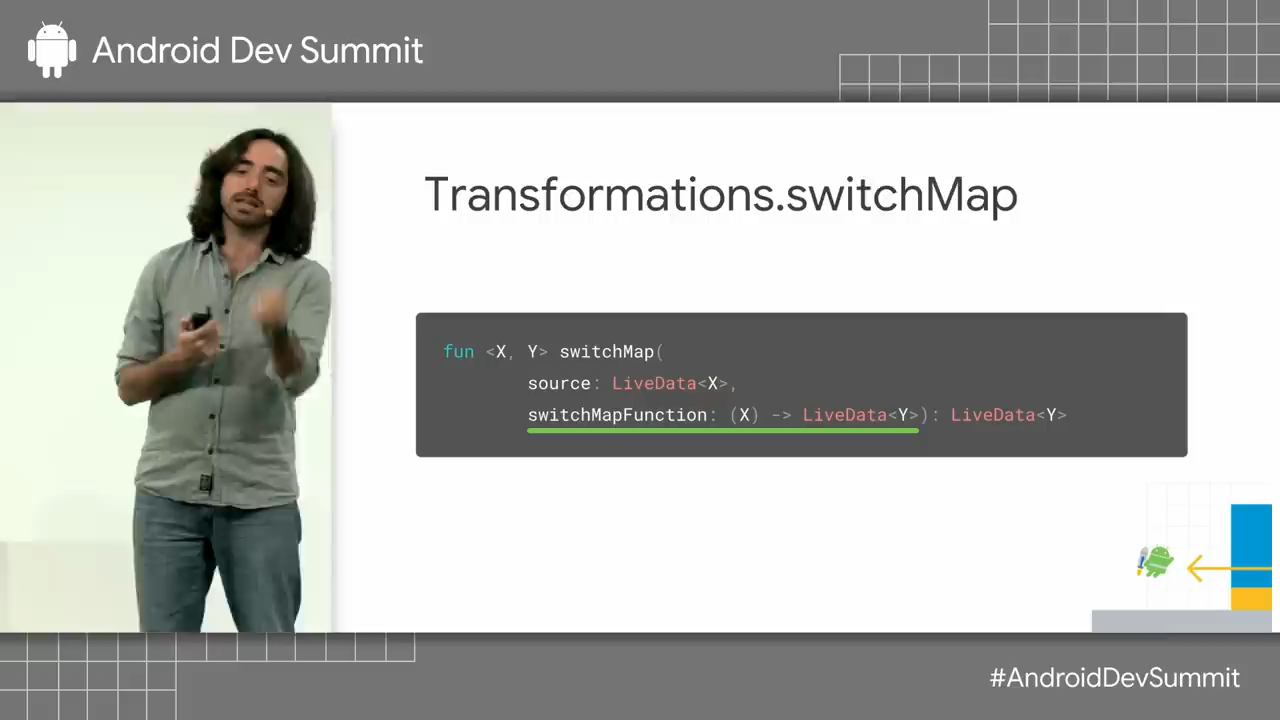 Android Dev Summit
Transformations.switchMap
fun <X, Y> switchMap(
source: LiveData<X>,
switchMapFunction: (X) -> LiveData<Y>): LiveData<Y>
#AndroidDevSummit